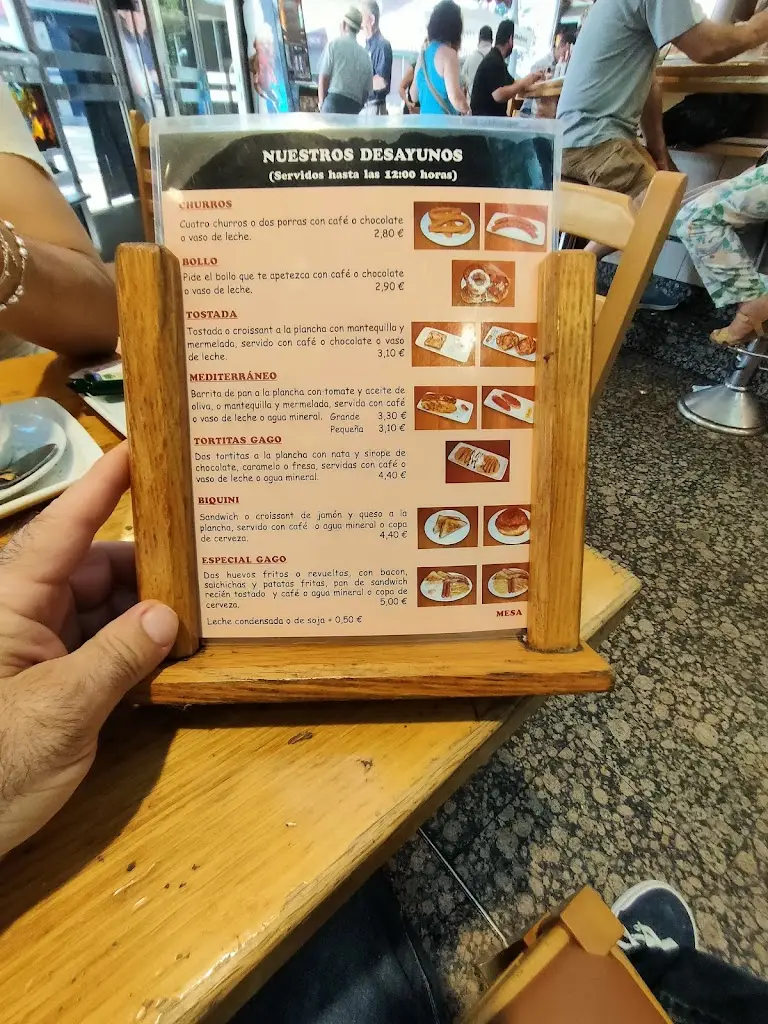 NUESTROS DESAYUNOS
(Servidos hasta las 12:00 horas)
CHURROS
Cuatro churros o dos porras con café o chocolate
o vaso de leche. 2,80 €
BOLLO
Pide el bollo que te apetezca con café o chocolate
o vaso de leche. 2,90 €
TOSTADA
Tostada o croissant a la plancha con mantequilla y
mermelada, servido con café o chocolate o vaso
de leche. 3,10 €
MEDITERRÁNEO
Barrita de pan a la plancha con tomate y aceite de
oliva, o mantequilla y mermelada, servida con café
o vaso de leche o agua mineral. Grande 3,30 €
Pequeña 3,10 €
TORTITAS GAGO
Dos tortitas a la plancha con nata y sirope de
chocolate, caramelo o fresa, servidas con café o
vaso de leche o agua mineral. 4,40 €
BIQUINI
Sandwich o croissant de jamón y queso a la
plancha, servido con café o agua mineral o copa
de cerveza. 4,40 €
ESPECIAL GAGO
Dos huevos fritos o revueltos, con bacon,
salchichas y patatas fritas, pan de sandwich
recién tostado y café o agua mineral o copa de
cerveza. 5,00 €
Leche condensada o de soja + 0,50 €
MESA